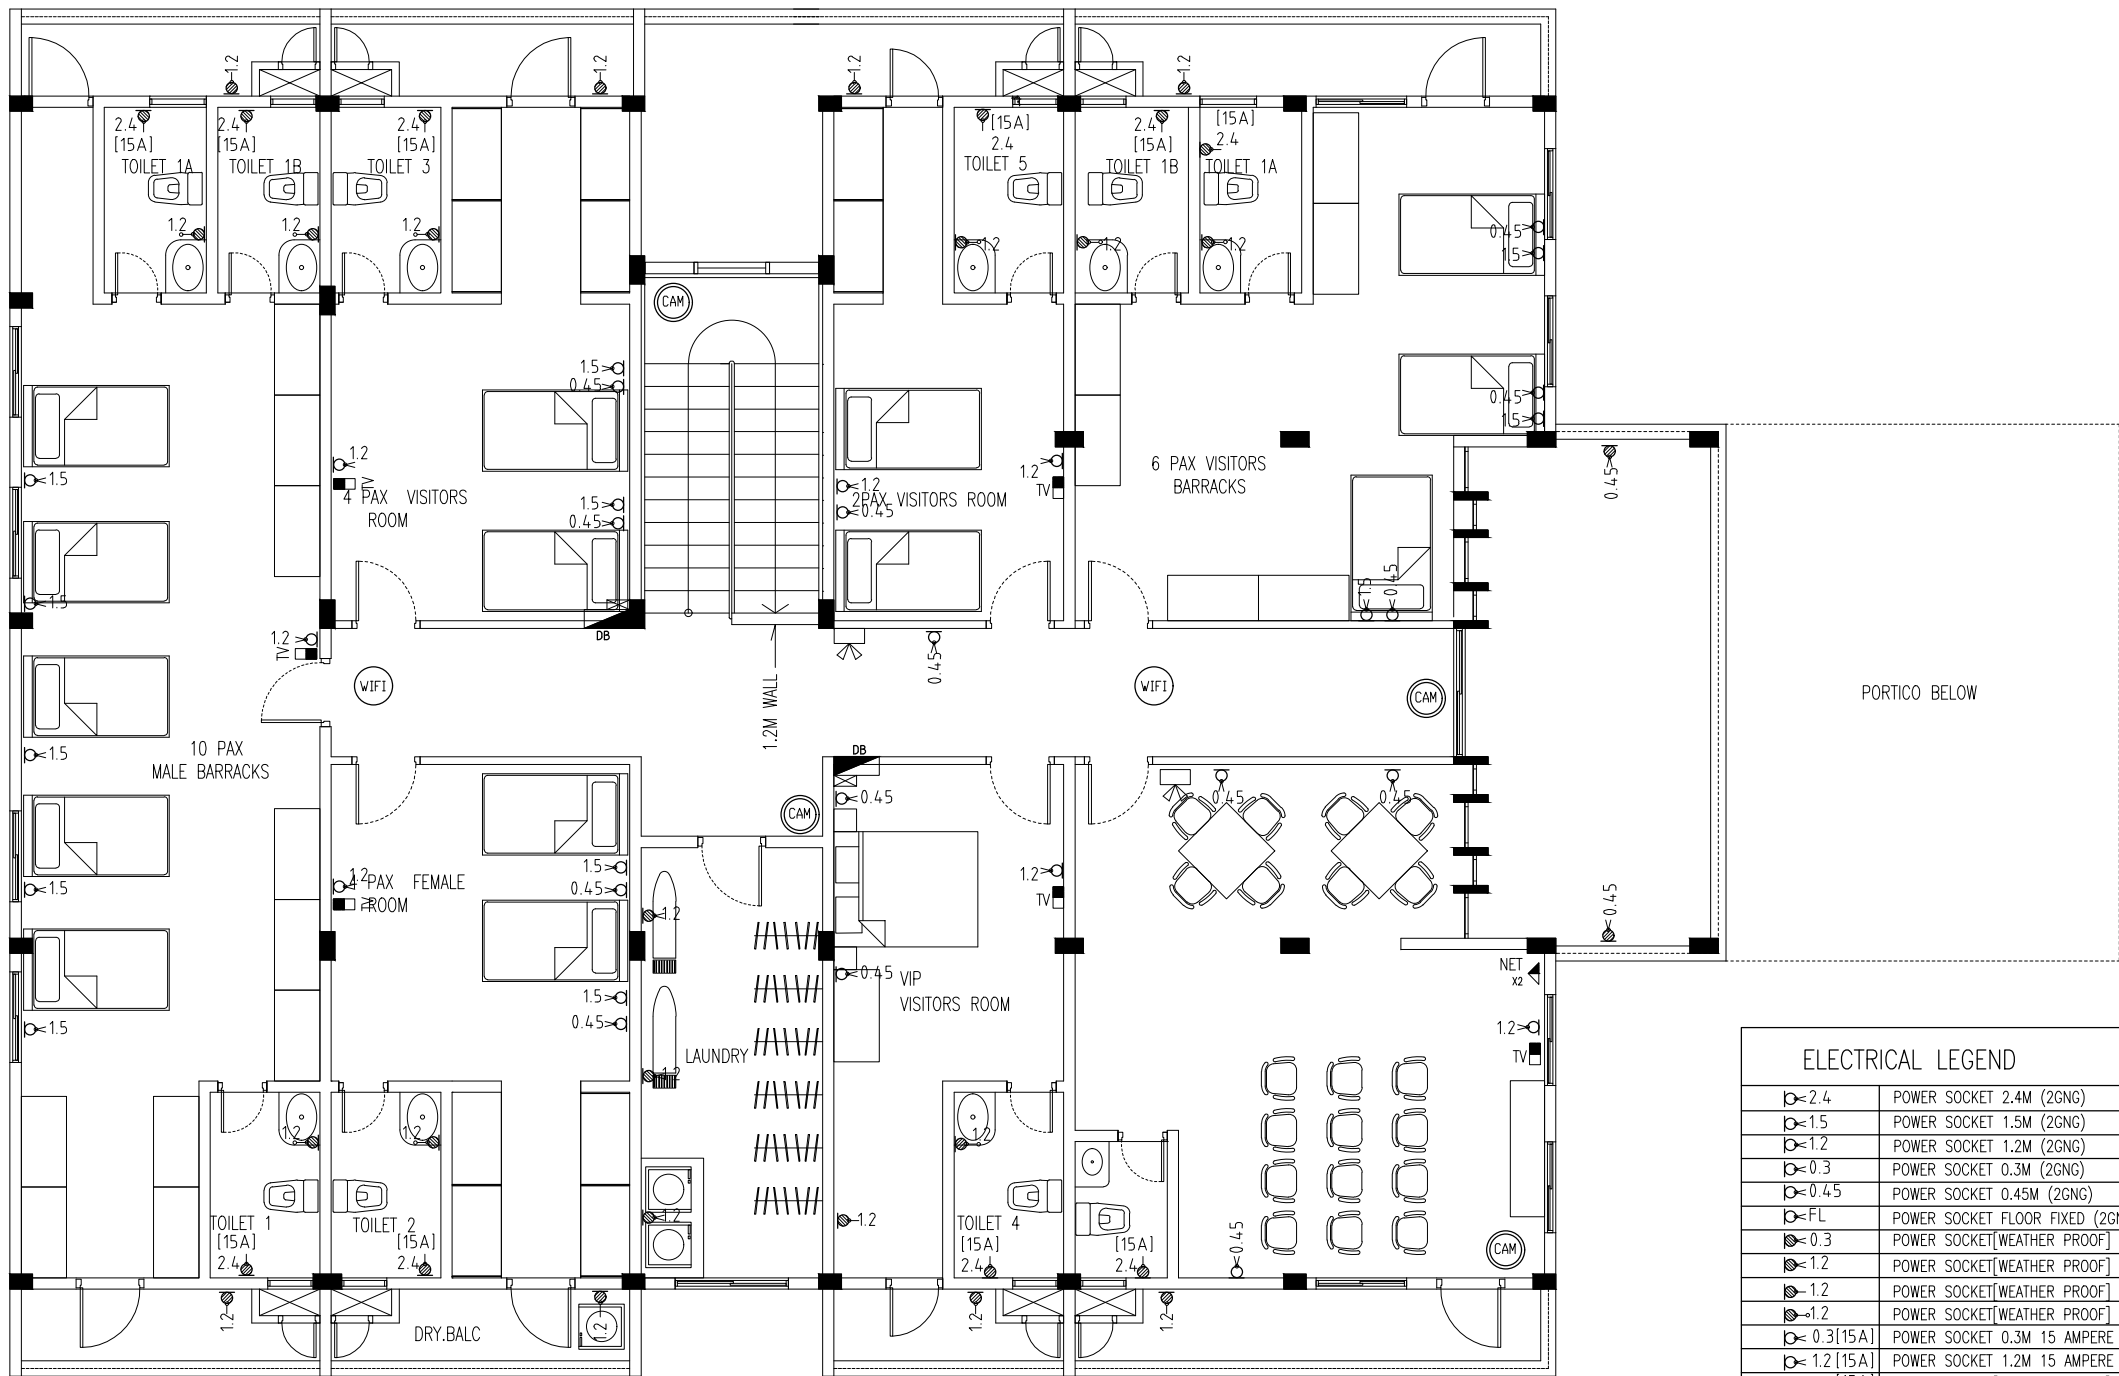 1.2
1.2
1.2
1.2
2.4
[15A]
TOILET 1A
2.4
[15A]
TOILET 1B
2.4
[15A]
TOILET 3
[15A]
2.4
TOILET 5
2.4
[15A]
TOILET 1B
[15A]
2.4
TOILET 1A
1.2
1.2
1.2
1.2
1.2
1.2
0.45
1.5
CAM
1.5
0.45
0.45
1.5
1.2
TV
4 PAX VISITORS
ROOM
1.5
0.45
1.2
0.45
2PAX VISITORS ROOM
1.2
TV
6 PAX VISITORS
BARRACKS
0.45
1.5
1.5
1.5
0.45
1.2
TV
DB
0.45
WIFI
1.2M WALL
WIFI
CAM
PORTICO BELOW
1.5
10 PAX
MALE BARRACKS
DB
0.45
CAM
0.45
0.45
1.5
1.2
TV
4 PAX FEMALE
ROOM
1.5
0.45
1.2
1.2
TV
0.45
0.45
VIP
VISITORS ROOM
NET
X2
1.5
1.5
0.45
1.2
TV
LAUNDRY
1.2
1.2
1.2
1.2
TOILET 1
[15A]
2.4
TOILET 2
[15A]
2.4
1.2
1.2
TOILET 4
[15A]
2.4
[15A]
2.4
0.45
CAM
1.2
DRY.BALC
1.2
1.2
1.2
ELECTRICAL LEGEND
2.4 POWER SOCKET 2.4M (2GNG)
1.5 POWER SOCKET 1.5M (2GNG)
1.2 POWER SOCKET 1.2M (2GNG)
0.3 POWER SOCKET 0.3M (2GNG)
0.45 POWER SOCKET 0.45M (2GNG)
FL POWER SOCKET FLOOR FIXED
0.3 POWER SOCKET[WEATHER PROOF]
1.2 POWER SOCKET[WEATHER PROOF]
1.2 POWER SOCKET[WEATHER PROOF]
1.2 POWER SOCKET[WEATHER PROOF]
0.3[15A] POWER SOCKET 0.3M 15 AMPERE
1.2[15A] POWER SOCKET 1.2M 15 AMPERE